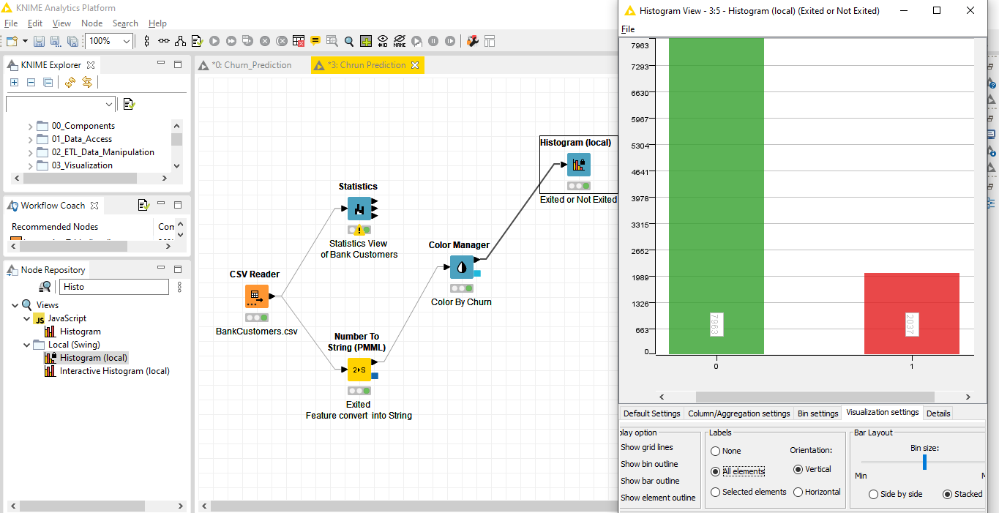 KNIME Analytics Platform
File Edit View Node Search Help
100%
#ID
NAME
KNIME Explorer
00_Components
01_Data_Access
02_ETL_Data_Manipulation
03_Visualization
Workflow Coach
Recommended Nodes Com
Node Repository
Histo
Views
JS JavaScript
Histogram
Local (Swing)
Histogram (local)
Interactive Histogram (local)
*0: Churn_Prediction
*3: Chrun Prediction
Histogram (local)
Exited or Not Exited
Statistics
Statistics View
of Bank Customers
Color Manager
Color By Churn
CSV Reader
BankCustomers.csv
Number To
String (PMML)
2▸S
Exited
Feature convert into String
Histogram View - 3:5 - Histogram (local) (Exited or Not Exited)
File
7963
7293
6630
5967
5304
4641
3978
3315
2652
1989
1326
663
0
7963
2037
0 1
Default Settings Column/Aggregation settings Bin settings Visualization settings Details
play option
Show grid lines
Show bin outline
Show bar outline
Show element outline
Labels
None
All elements
Selected elements
Orientation:
Vertical
Horizontal
Bar Layout
Bin size:
Min
Side by side Stacked